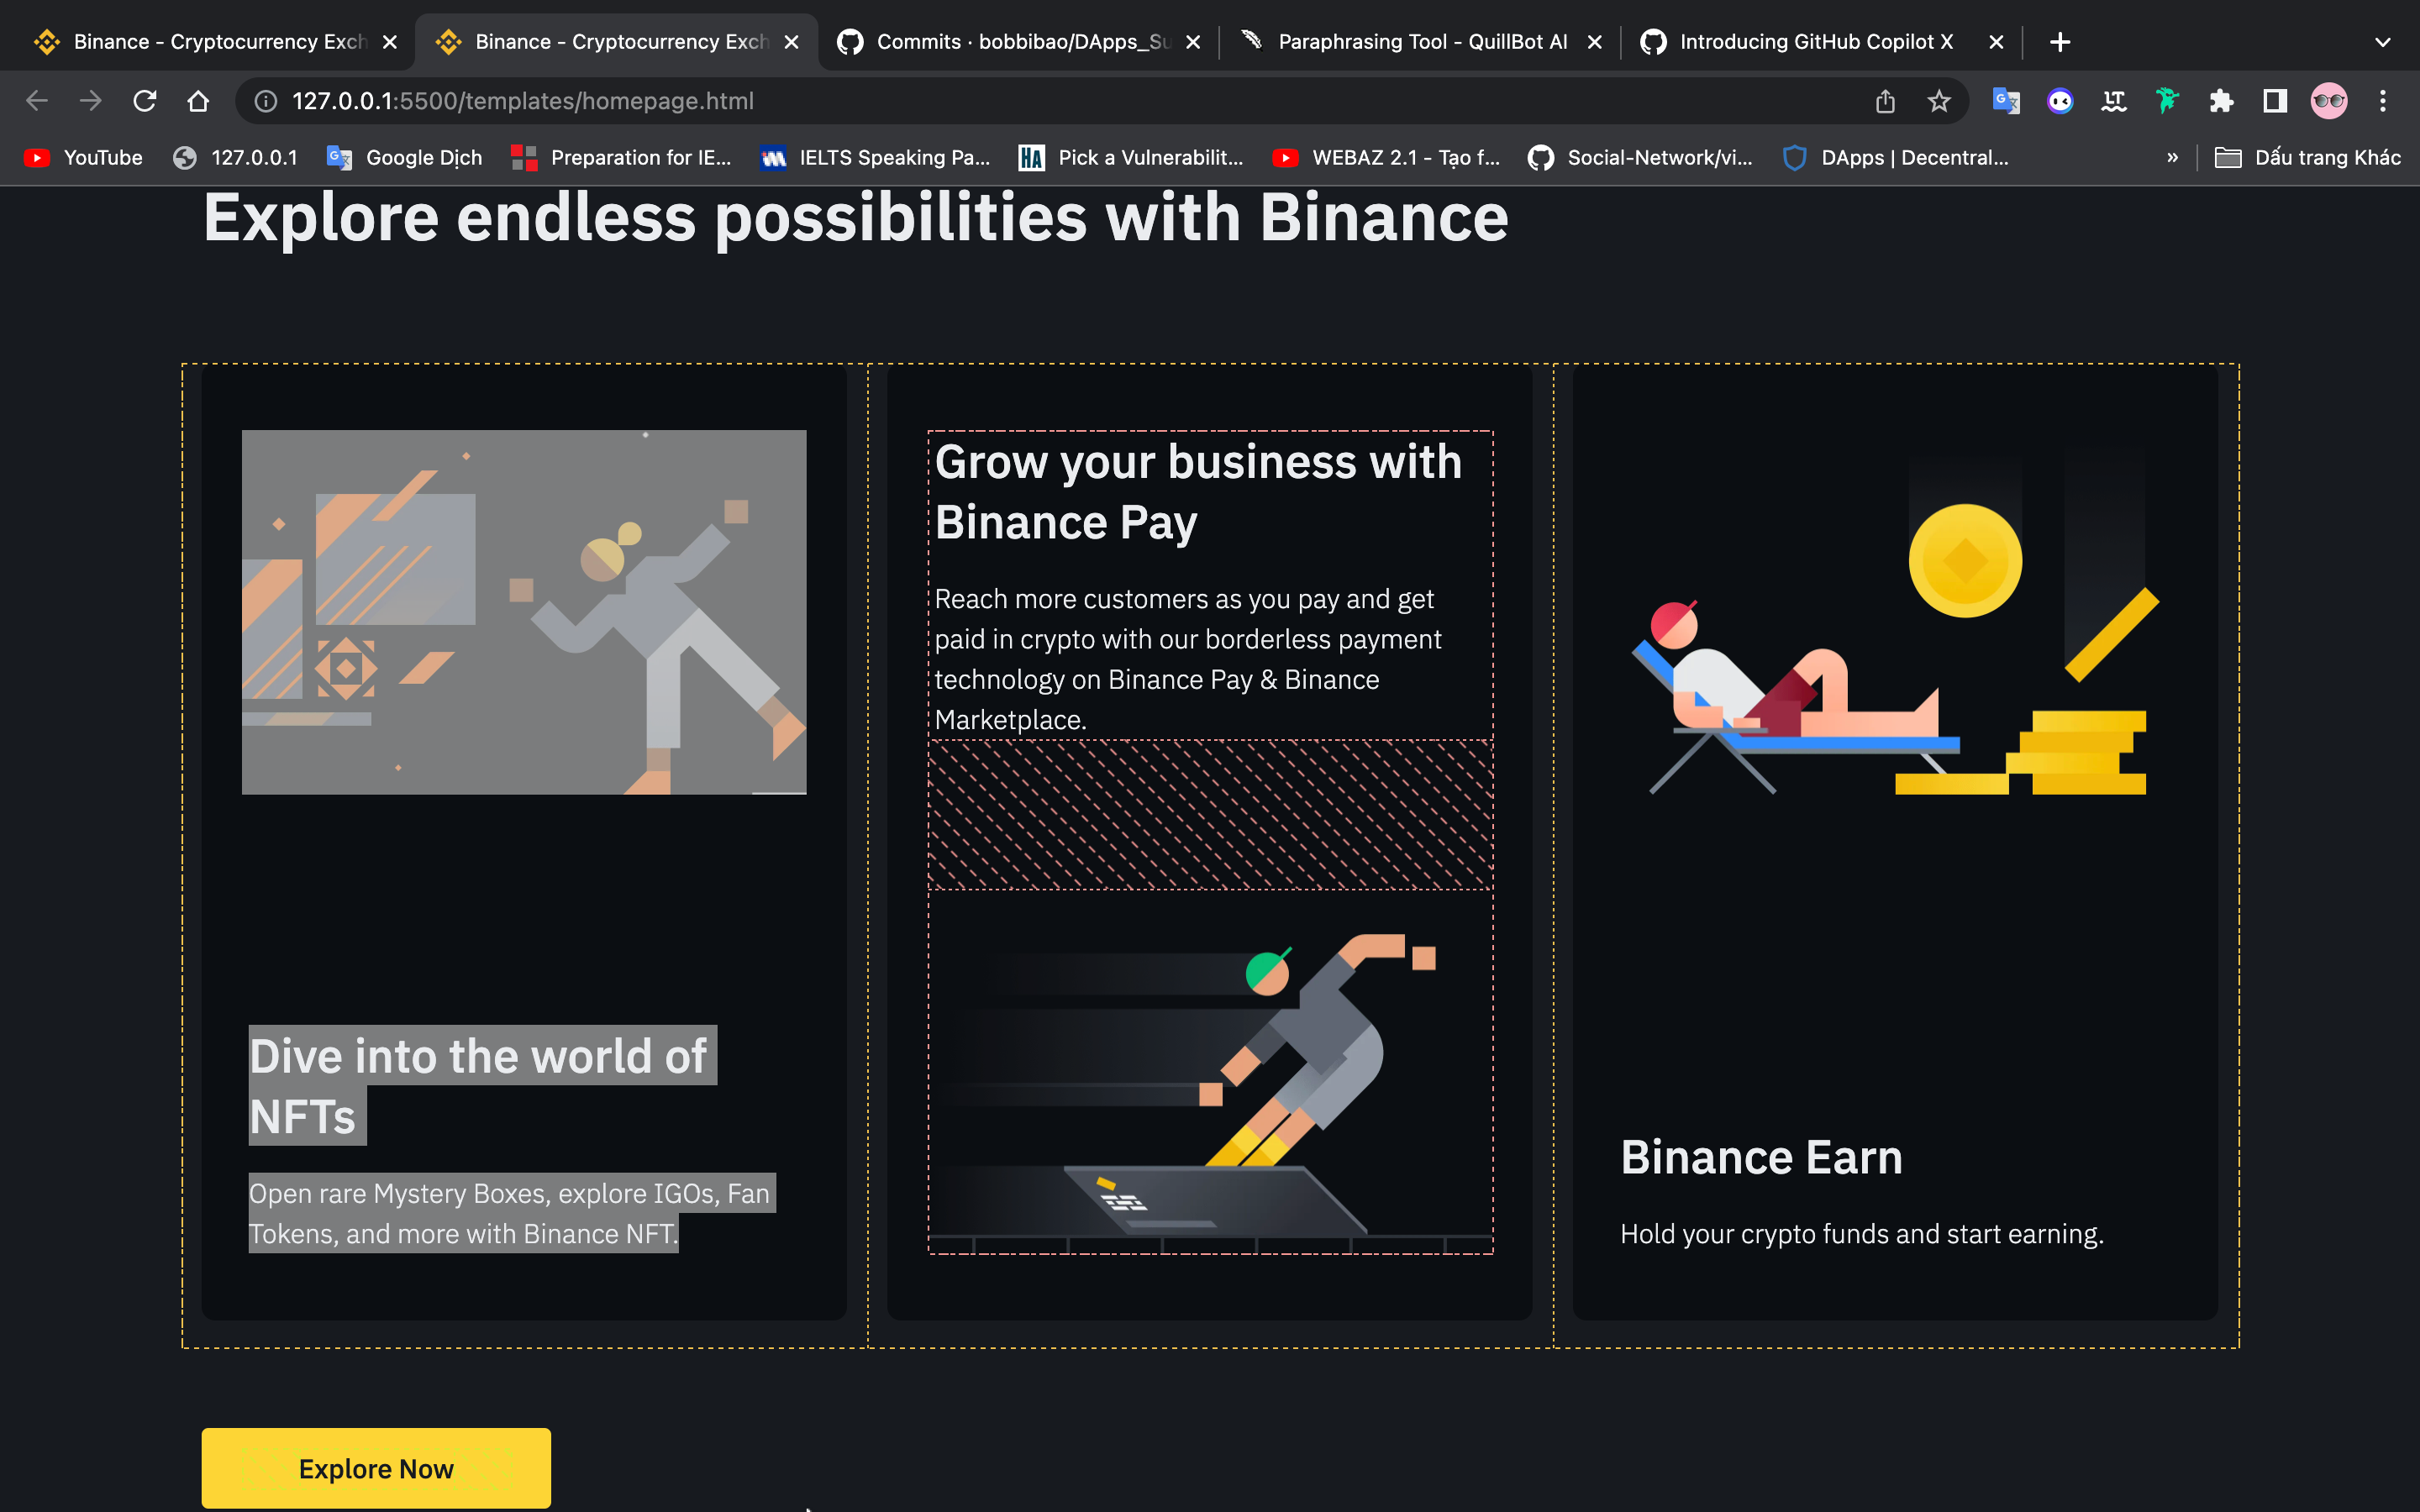 Binance - Cryptocurrency Exch
Binance - Cryptocurrency Exch
Commits · bobbibao/DApps_Su
Paraphrasing Tool - QuillBot AI
Introducing GitHub Copilot X
127.0.0.1:5500/templates/homepage.html
YouTube
127.0.0.1
Google Dịch
Preparation for IE...
IELTS Speaking Pa...
HA
Pick a Vulnerabilit...
WEBAZ 2.1 - Tạo f...
Social-Network/vi...
DApps | Decentral...
»
Dấu trang Khác
Explore endless possibilities with Binance
Dive into the world of
NFTs
Open rare Mystery Boxes, explore IGOs, Fan
Tokens, and more with Binance NFT.
Grow your business with
Binance Pay
Reach more customers as you pay and get
paid in crypto with our borderless payment
technology on Binance Pay & Binance
Marketplace.
Binance Earn
Hold your crypto funds and start earning.
Explore Now